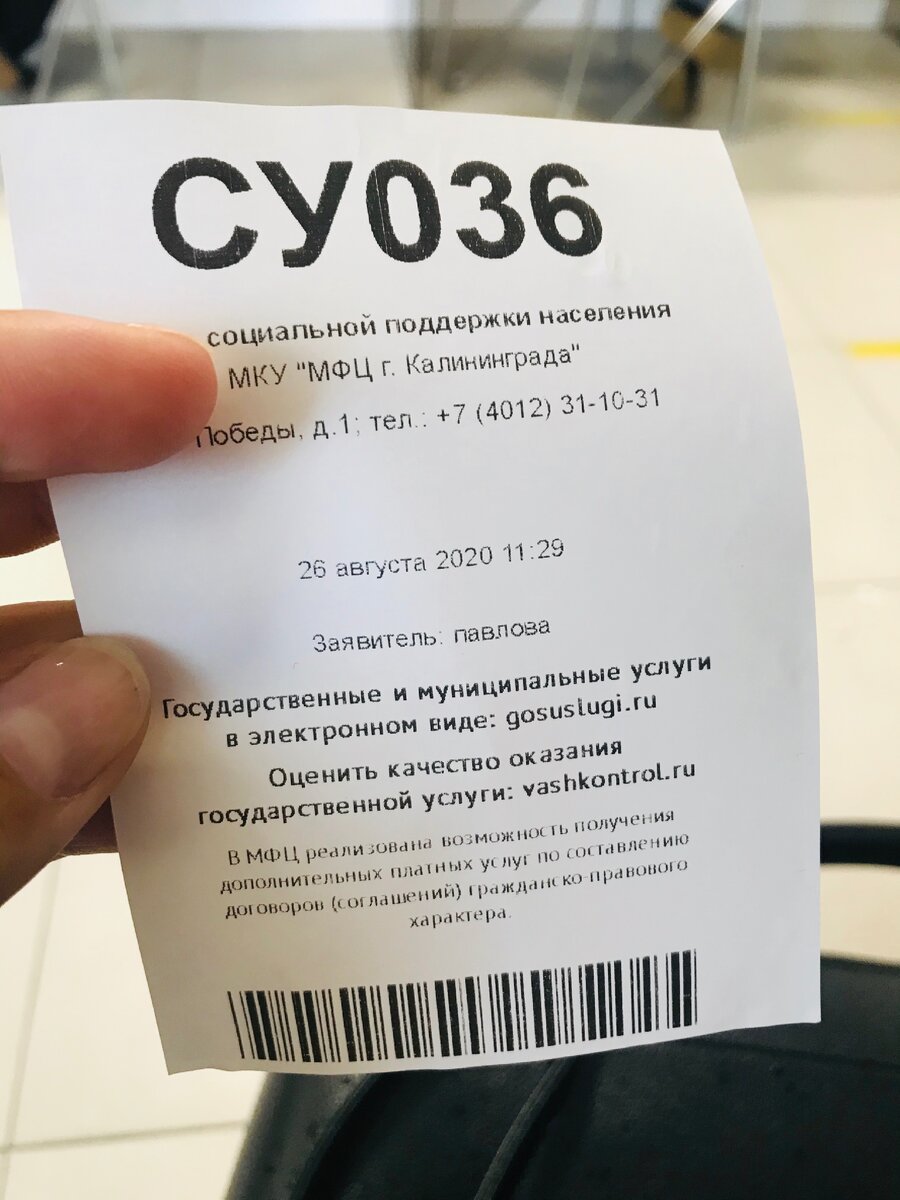 СУ036
социальной поддержки населения
МКУ "МФЦ г. Калининграда"
Победы, д.1; тел.: +7 (4012) 31-10-31
26 августа 2020 11:29
Заявитель: павлова
Государственные и муниципальные услуги
в электронном виде: gosuslugi.ru
Оценить качество оказания
государственной услуги: vashkontrol.ru
В МФЦ реализована возможность получения
дополнительных платных услуг по составлению
договоров (соглашений) гражданско-правового
характера.